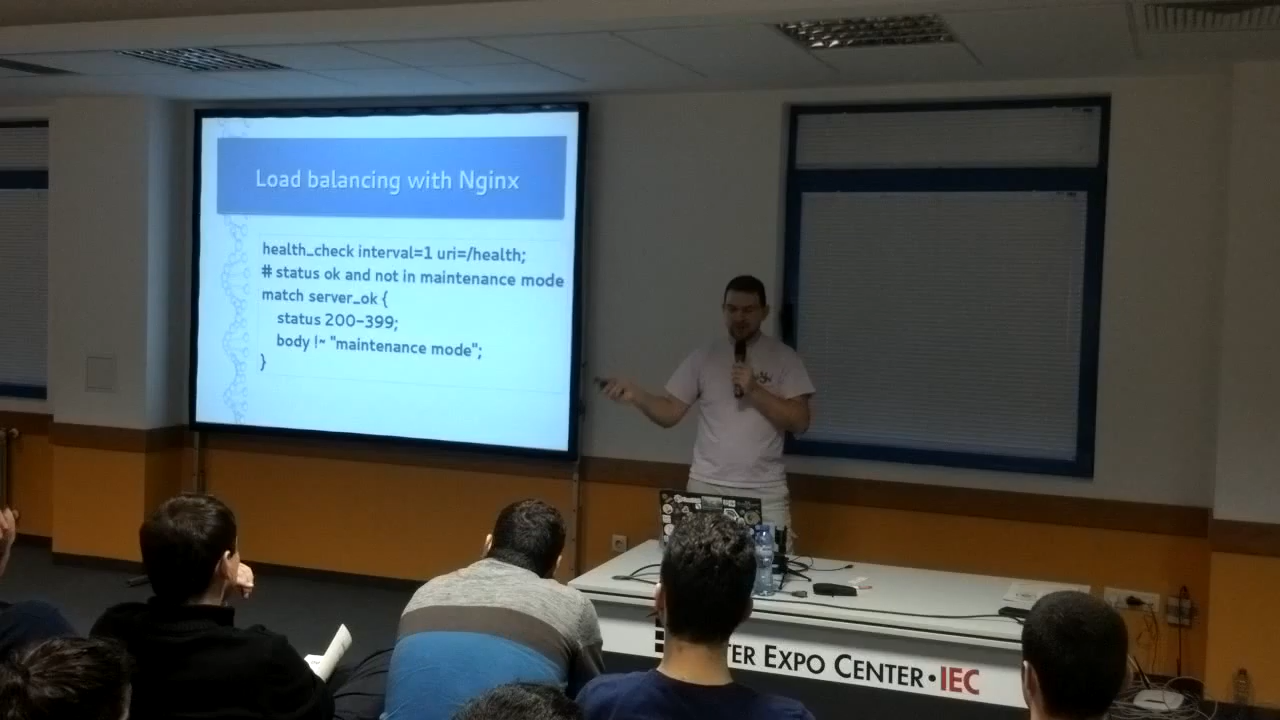 Load balancing with Nginx
health_check interval=1 uri=/health;
# status ok and not in maintenance mode
match server_ok {
status 200-399;
body !~ "maintenance mode";
}
EXPO CENTER • IEC